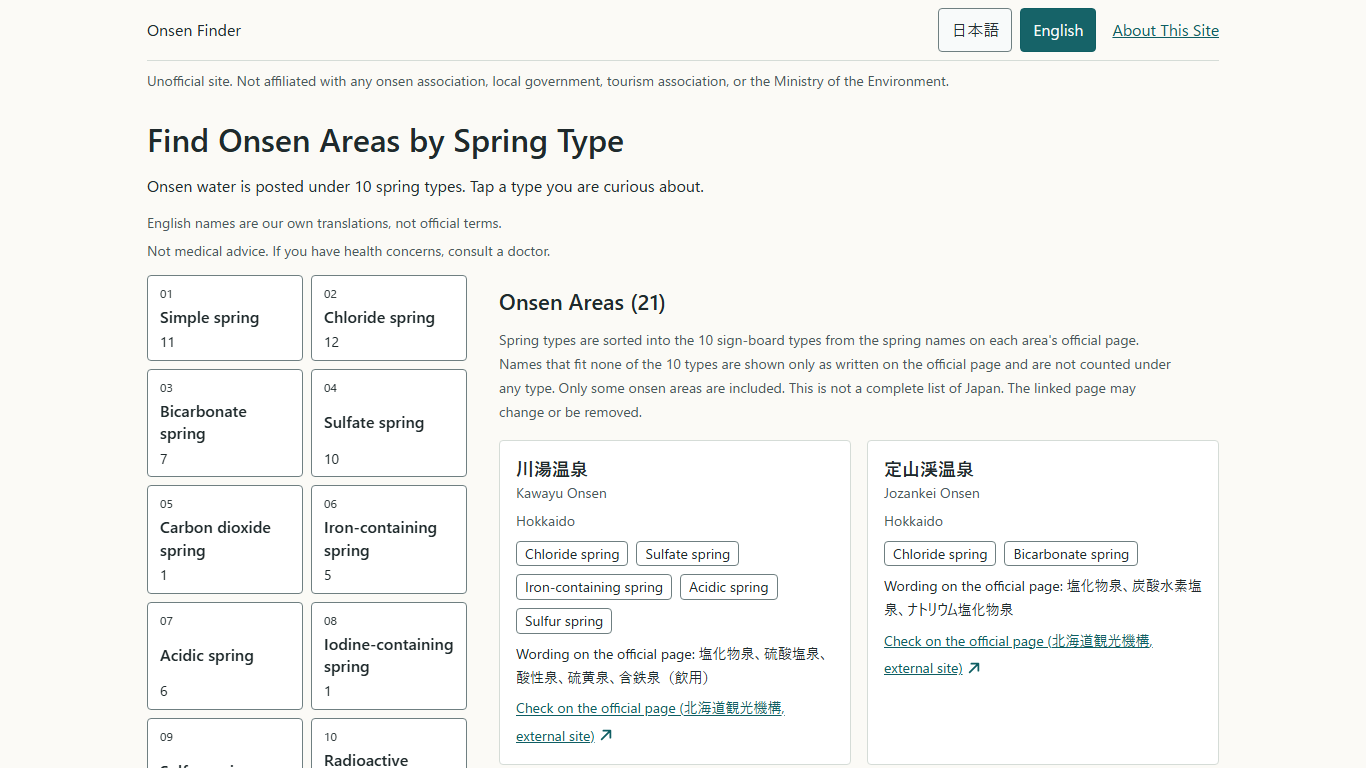 Onsen Finder
日本語
English
About This Site
Unofficial site. Not affiliated with any onsen association, local government, tourism association, or the Ministry of the Environment.
Find Onsen Areas by Spring Type
Onsen water is posted under 10 spring types. Tap a type you are curious about.
English names are our own translations, not official terms.
Not medical advice. If you have health concerns, consult a doctor.
01
Simple spring
11
02
Chloride spring
12
03
Bicarbonate
spring
7
04
Sulfate spring
10
05
Carbon dioxide
spring
1
06
Iron-containing
spring
5
07
Acidic spring
6
08
Iodine-containing
spring
1
09
10
Radioactive
Onsen Areas (21)
Spring types are sorted into the 10 sign-board types from the spring names on each area's official page.
Names that fit none of the 10 types are shown only as written on the official page and are not counted under
any type. Only some onsen areas are included. This is not a complete list of Japan. The linked page may
change or be removed.
川湯温泉
Kawayu Onsen
Hokkaido
Chloride spring
Sulfate spring
Iron-containing spring
Acidic spring
Sulfur spring
Wording on the official page: 塩化物泉、硫酸塩泉、
酸性泉、硫黄泉、含鉄泉（飲用）
Check on the official page (北海道観光機構,
external site)
定山渓温泉
Jozankei Onsen
Hokkaido
Chloride spring
Bicarbonate spring
Wording on the official page: 塩化物泉、炭酸水素塩
泉、ナトリウム塩化物泉
Check on the official page (北海道観光機構,
external site)